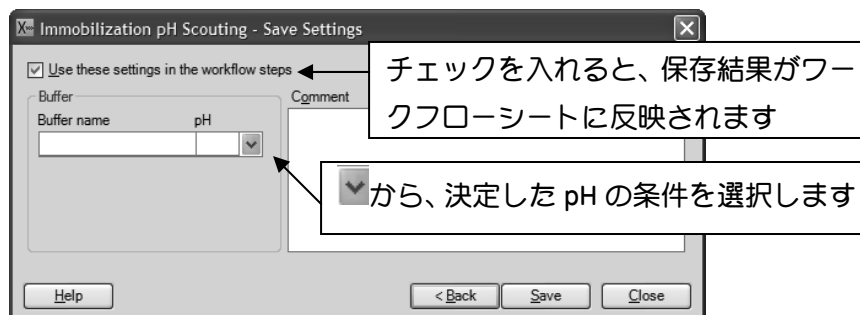 Immobilization pH Scouting - Save Settings
Use these settings in the workflow steps
チェックを入れると、保存結果がワー
クフローシートに反映されます
Buffer
Comment
Buffer name pH
から、決定した pH の条件を選択します
Help
< Back
Save
Close